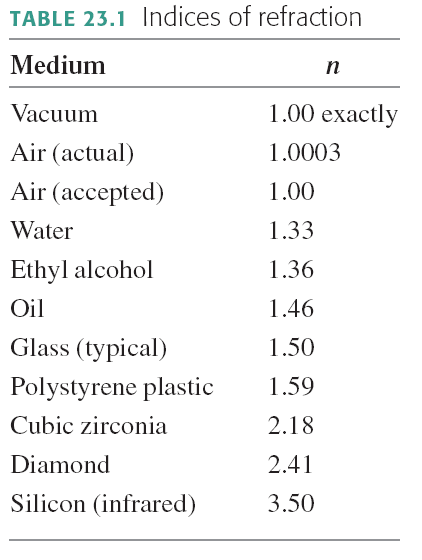 TABLE 23.1 Indices of refraction
Medium n
Vacuum 1.00 exactly
Air (actual) 1.0003
Air (accepted) 1.00
Water 1.33
Ethyl alcohol 1.36
Oil 1.46
Glass (typical) 1.50
Polystyrene plastic 1.59
Cubic zirconia 2.18
Diamond 2.41
Silicon (infrared) 3.50